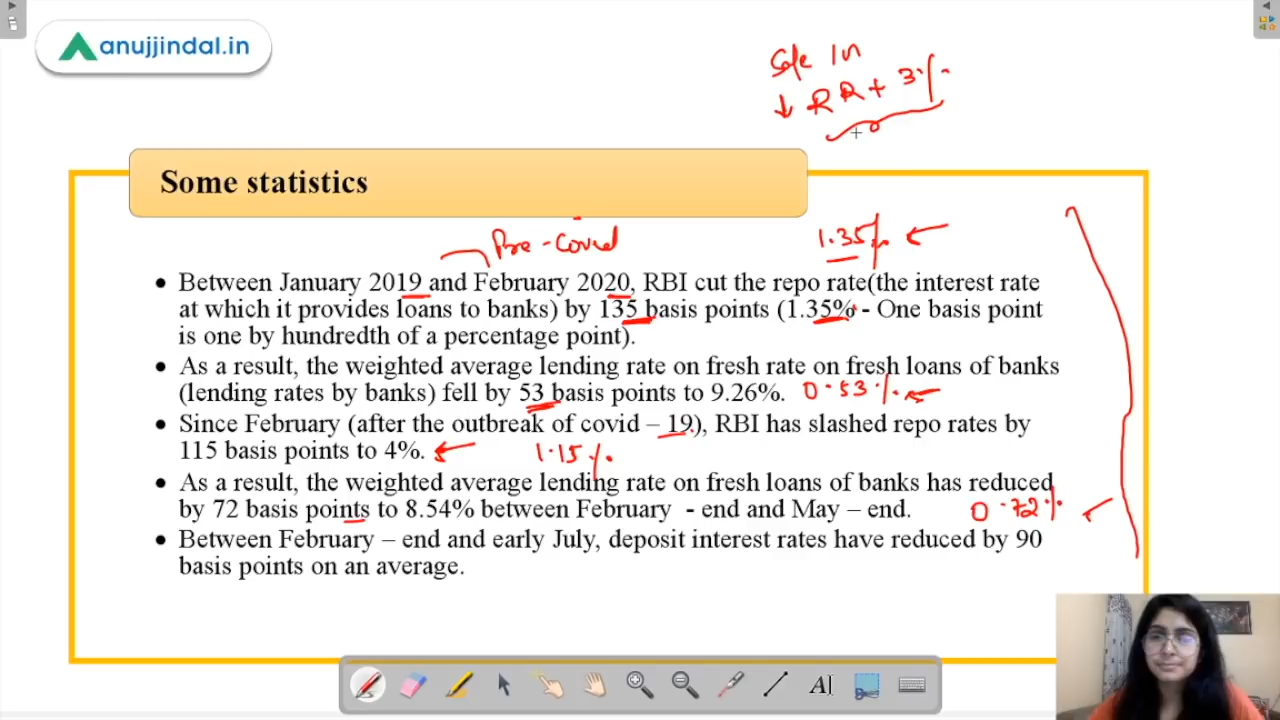 anujjindal.in
In
↓ RR + 3%
Some statistics
Pre-Covid
1.35% ←
• Between January 2019 and February 2020, RBI cut the repo rate(the interest rate
at which it provides loans to banks) by 135 basis points (1.35% - One basis point
is one by hundredth of a percentage point).
• As a result, the weighted average lending rate on fresh rate on fresh loans of banks
(lending rates by banks) fell by 53 basis points to 9.26%. 0.53% ←
• Since February (after the outbreak of covid – 19), RBI has slashed repo rates by
115 basis points to 4%. ← 1.15%
• As a result, the weighted average lending rate on fresh loans of banks has reduced
by 72 basis points to 8.54% between February - end and May – end. 0.72% ←
• Between February – end and early July, deposit interest rates have reduced by 90
basis points on an average.